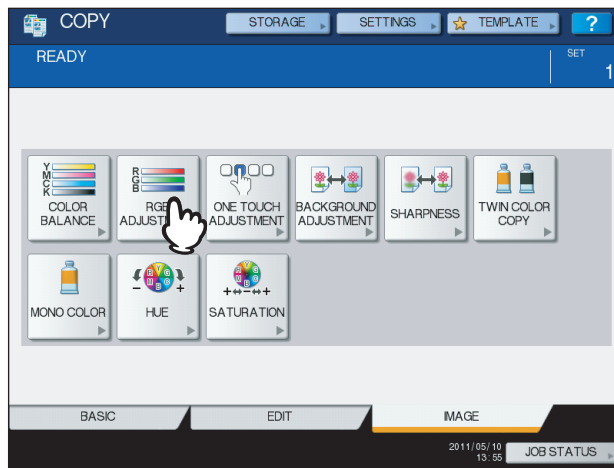 COPY
STORAGE
SETTINGS
TEMPLATE
?
READY
SET
1
Y
M
C
K
COLOR
BALANCE
R
G
B
RGB
ADJUST
ONE TOUCH
ADJUSTMENT
BACKGROUND
ADJUSTMENT
SHARPNESS
TWIN COLOR
COPY
MONO COLOR
HUE
SATURATION
BASIC
EDIT
IMAGE
2011/05/10
13:55
JOB STATUS